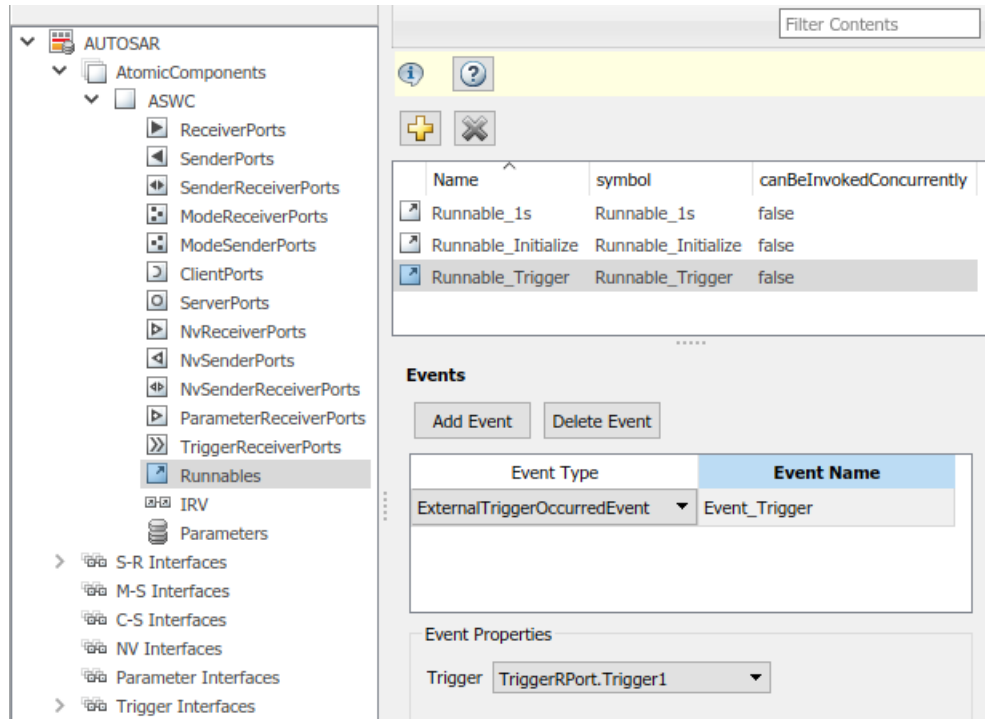 AUTOSAR
AtomicComponents
ASWC
ReceiverPorts
SenderPorts
SenderReceiverPorts
ModeReceiverPorts
ModeSenderPorts
ClientPorts
ServerPorts
NvReceiverPorts
NvSenderPorts
NvSenderReceiverPorts
ParameterReceiverPorts
TriggerReceiverPorts
Runnables
IRV
Parameters
S-R Interfaces
M-S Interfaces
C-S Interfaces
NV Interfaces
Parameter Interfaces
Trigger Interfaces
Filter Contents
Name symbol canBeInvokedConcurrently
Runnable_1s Runnable_1s false
Runnable_Initialize Runnable_Initialize false
Runnable_Trigger Runnable_Trigger false
Events
Add Event Delete Event
Event Type Event Name
ExternalTriggerOccurredEvent Event_Trigger
Event Properties
Trigger TriggerRPort.Trigger1